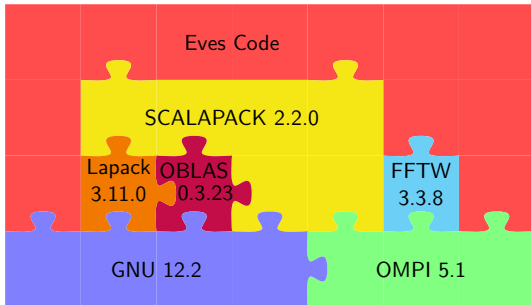 Eves Code
SCALAPACK 2.2.0
Lapack
3.11.0
OBLAS
0.3.23
FFTW
3.3.8
GNU 12.2
OMPI 5.1